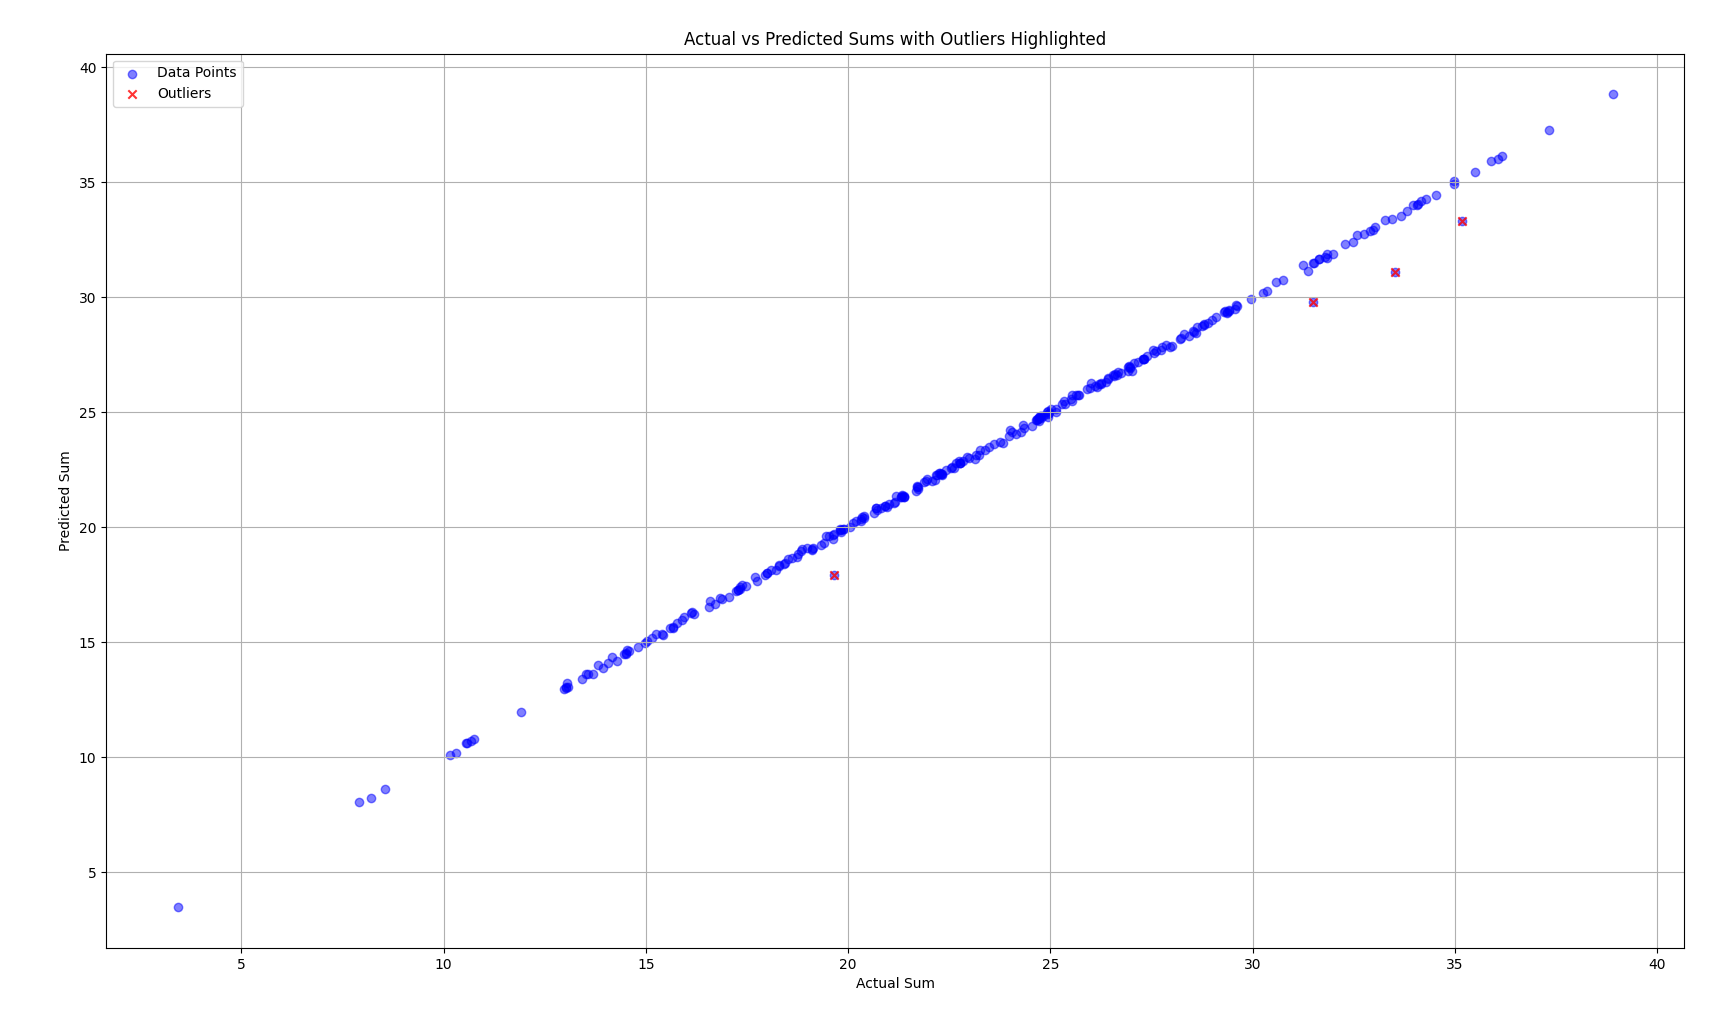 Actual vs Predicted Sums with Outliers Highlighted
Data Points
Outliers
40
35
30
25
20
15
10
5
Predicted Sum
5 10 15 20 25 30 35 40
Actual Sum